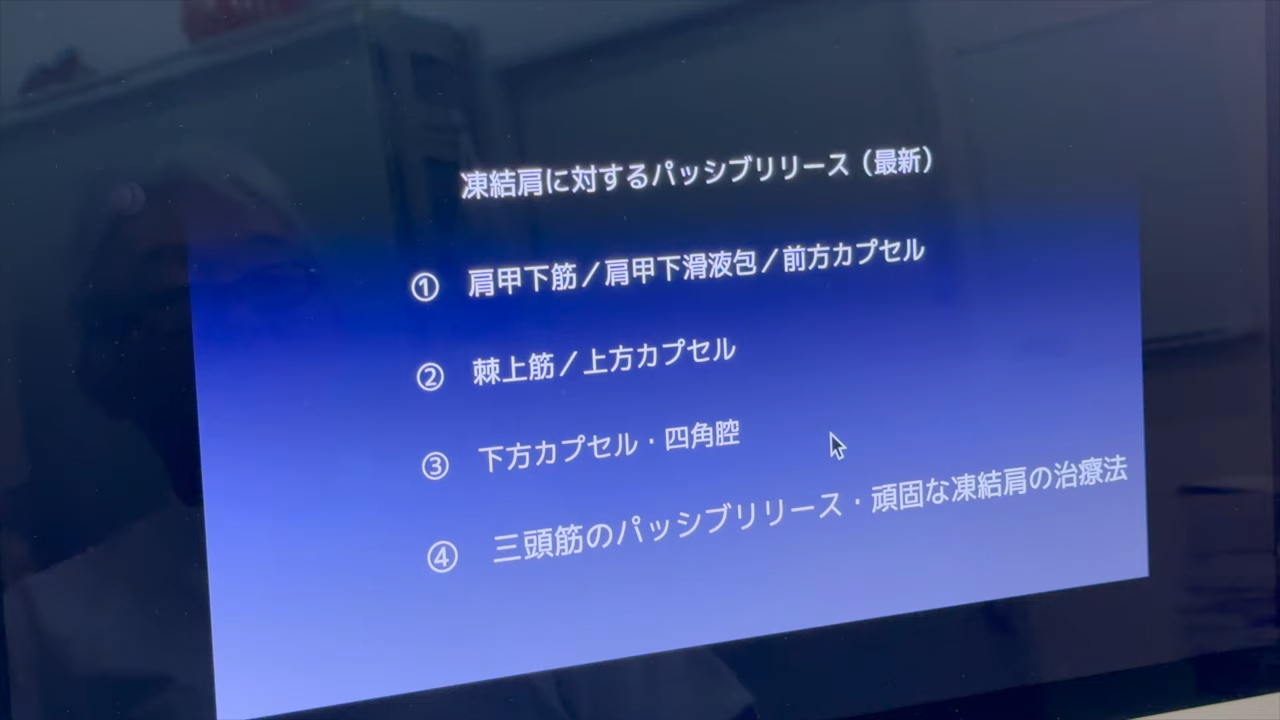 凍結肩に対するパッシブリリース（最新）
① 肩甲下筋／肩甲下滑液包／前方カプセル
② 棘上筋／上方カプセル
③ 下方カプセル・四角腔
④ 三頭筋のパッシブリリース・頑固な凍結肩の治療法